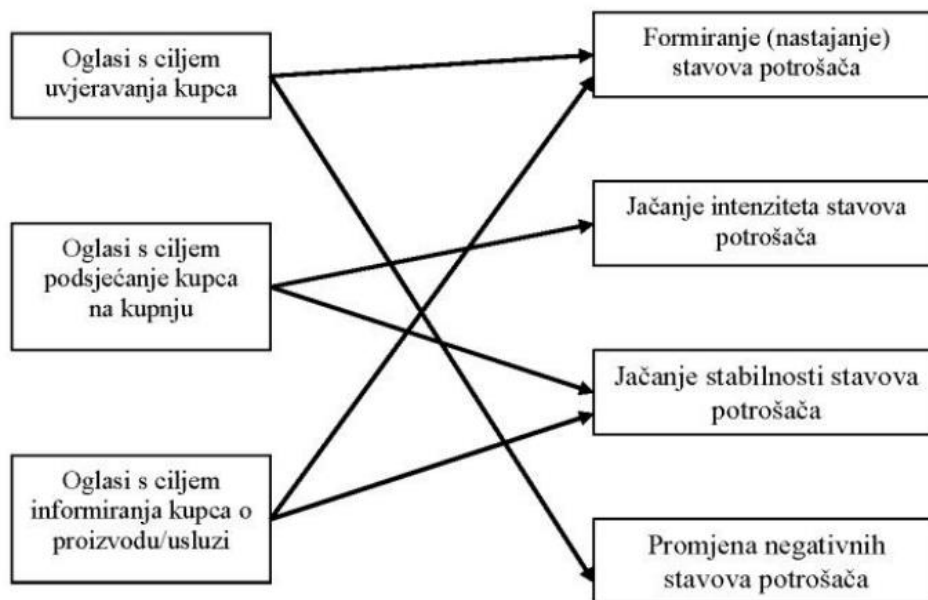 Oglasi s ciljem
uvjeravanja kupca
Oglasi s ciljem
podsjećanje kupca
na kupnju
Oglasi s ciljem
informiranja kupca o
proizvodu/usluzi
Formiranje (nastajanje)
stavova potrošača
Jačanje intenziteta stavova
potrošača
Jačanje stabilnosti stavova
potrošača
Promjena negativnih
stavova potrošača